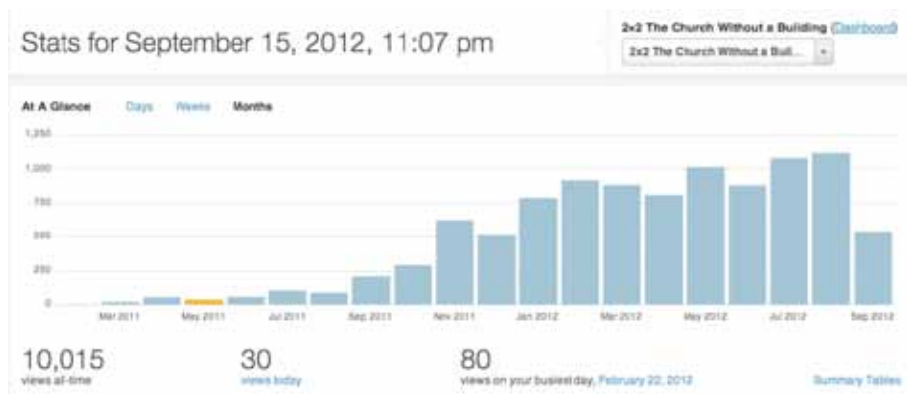 Stats for September 15, 2012, 11:07 pm
2x2 The Church Without a Building (Dashboard)
2x2 The Church Without a Buil...
At A Glance Days Weeks Months
1,250
1,000
750
500
250
0
Mar 2011 May 2011 Jul 2011 Sep 2011 Nov 2011 Jan 2012 Mar 2012 May 2012 Jul 2012 Sep 2012
10,015 30 80
views all-time views today views on your busiest day, February 22, 2012 Summary Tables